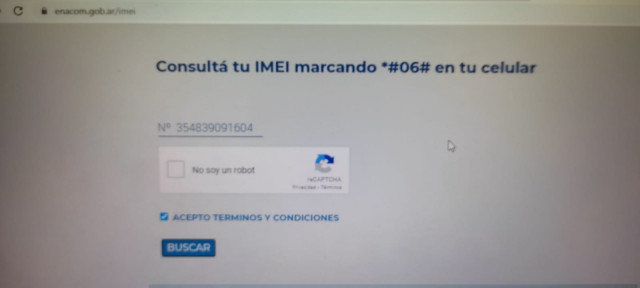 enacom.gob.ar/imei
Consultá tu IMEI marcando *#06# en tu celular
Nº 354839091604
No soy un robot
reCAPTCHA
Privacidad - Términos
ACEPTO TERMINOS Y CONDICIONES
BUSCAR